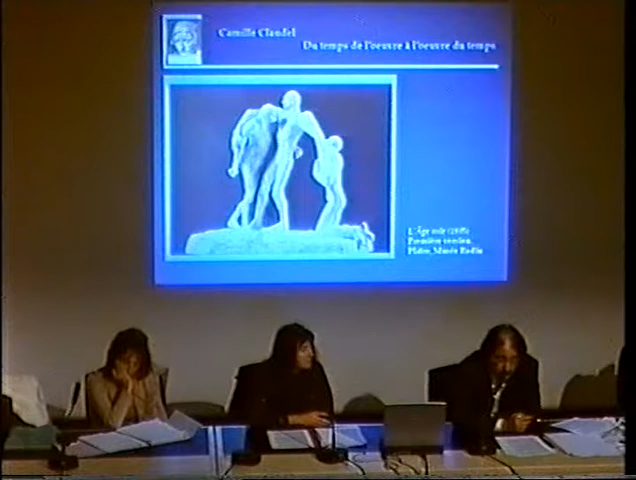 Camille Claudel
Du temps de l'oeuvre à l'oeuvre du temps
L'Âge mûr (1895)
Première version.
Plâtre, Musée Rodin